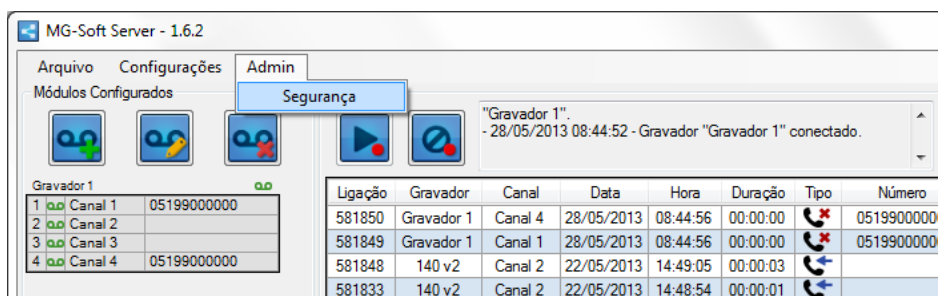 MG-Soft Server - 1.6.2
Arquivo Configurações Admin
Segurança
Módulos Configurados
"Gravador 1".
- 28/05/2013 08:44:52 - Gravador "Gravador 1" conectado.
Gravador 1
1 Canal 1 05199000000
2 Canal 2
3 Canal 3
4 Canal 4 05199000000
Ligação Gravador Canal Data Hora Duração Tipo Número
581850 Gravador 1 Canal 4 28/05/2013 08:44:56 00:00:00 0519900000
581849 Gravador 1 Canal 1 28/05/2013 08:44:56 00:00:00 0519900000
581848 140 v2 Canal 2 22/05/2013 14:49:05 00:00:03
581833 140 v2 Canal 2 22/05/2013 14:48:54 00:00:01